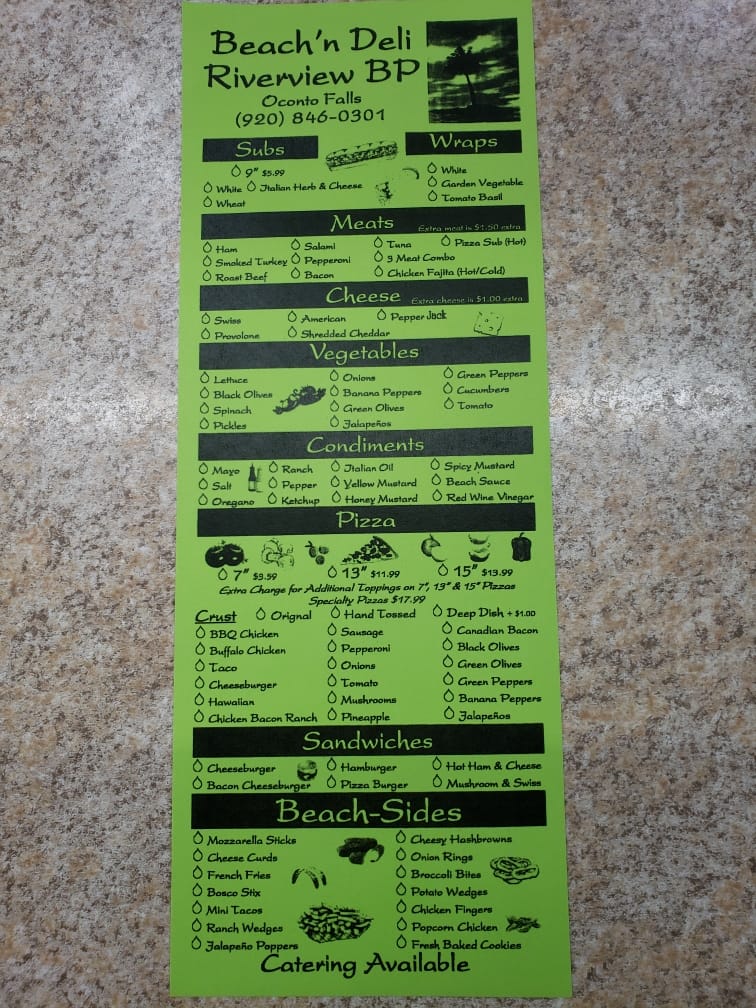 Beach'n Deli
Riverview BP
Oconto Falls
(920) 846-0301
Subs
9" $5.99
White Italian Herb & Cheese
Wheat
Wraps
White
Garden Vegetable
Tomato Basil
Meats Extra meat is $1.50 extra
Ham Salami Tuna Pizza Sub (Hot)
Smoked Turkey Pepperoni 3 Meat Combo
Roast Beef Bacon Chicken Fajita (Hot/Cold)
Cheese Extra cheese is $1.00 extra
Swiss American Pepper Jack
Provolone Shredded Cheddar
Vegetables
Lettuce Onions Green Peppers
Black Olives Banana Peppers Cucumbers
Spinach Green Olives Tomato
Pickles Jalapeños
Condiments
Mayo Ranch Italian Oil Spicy Mustard
Salt Pepper Yellow Mustard Beach Sauce
Oregano Ketchup Honey Mustard Red Wine Vinegar
Pizza
7" $3.59 13" $11.99 15" $13.99
Extra Charge for Additional Toppings on 7", 13" & 15" Pizzas
Specialty Pizzas $17.99
Crust Orignal Hand Tossed Deep Dish + $1.00
BBQ Chicken Sausage Canadian Bacon
Buffalo Chicken Pepperoni Black Olives
Taco Onions Green Olives
Cheeseburger Tomato Green Peppers
Hawaiian Mushrooms Banana Peppers
Chicken Bacon Ranch Pineapple Jalapeños
Sandwiches
Cheeseburger Hamburger Hot Ham & Cheese
Bacon Cheeseburger Pizza Burger Mushroom & Swiss
Beach-Sides
Mozzarella Sticks Cheesy Hashbrowns
Cheese Curds Onion Rings
French Fries Broccoli Bites
Bosco Stix Potato Wedges
Mini Tacos Chicken Fingers
Ranch Wedges Popcorn Chicken
Jalapeño Poppers Fresh Baked Cookies
Catering Available